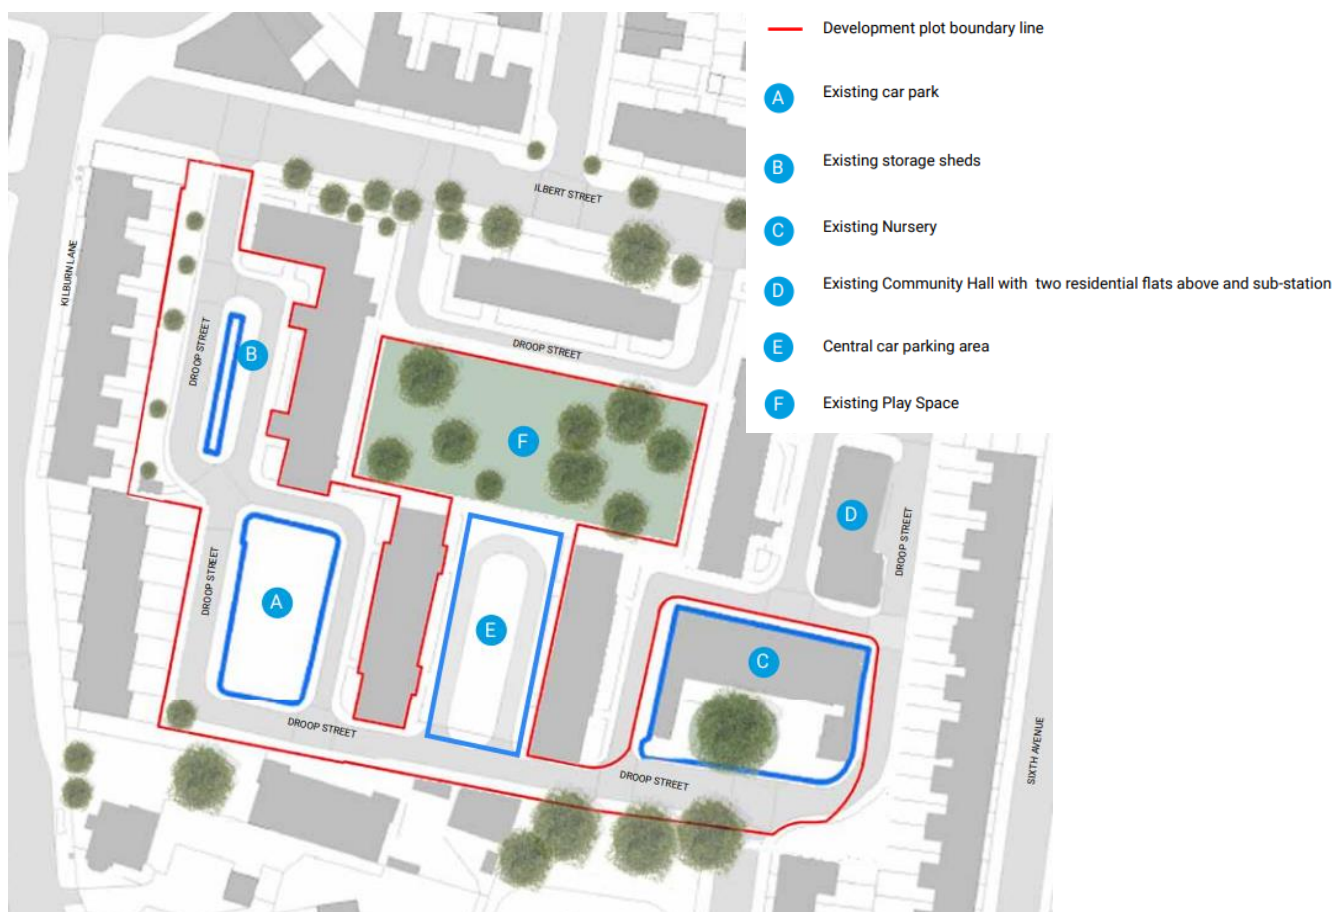 Development plot boundary line
A
Existing car park
B
Existing storage sheds
C
Existing Nursery
D
Existing Community Hall with two residential flats above and sub-station
E
Central car parking area
F
Existing Play Space
ILBERT STREET
KILBURN LANE
DROOP STREET
B
DROOP STREET
F
D
DROOP STREET
DROOP STREET
A
E
C
DROOP STREET
DROOP STREET
SIXTH AVENUE